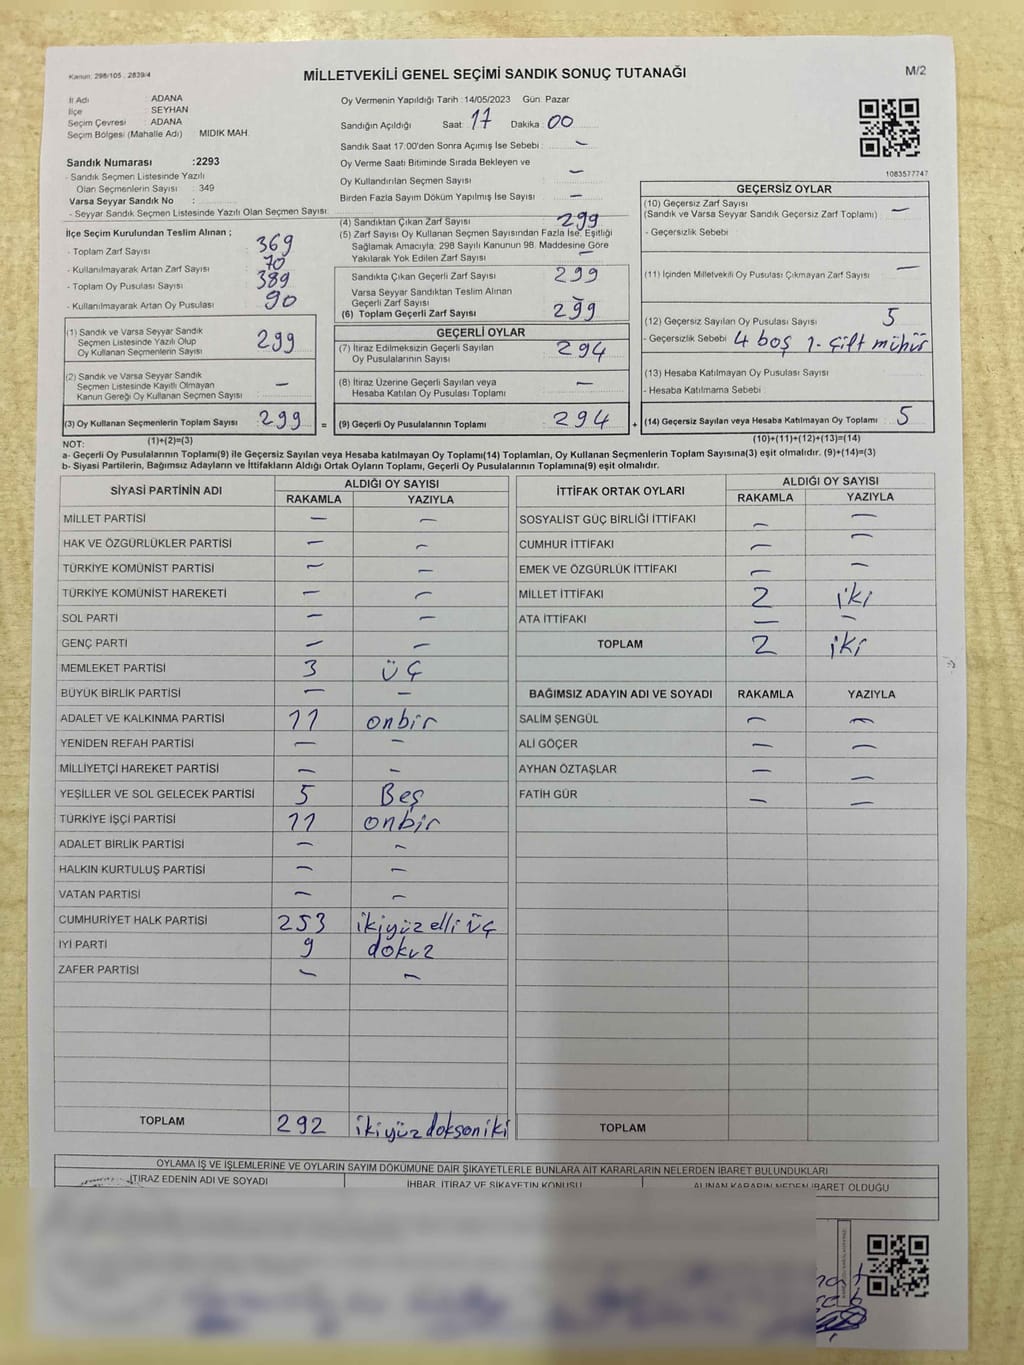 Kanun: 298/105 , 2839/4
MİLLETVEKİLİ GENEL SEÇİMİ SANDIK SONUÇ TUTANAĞI
M/2
İl Adı ADANA
İlçe SEYHAN
Seçim Çevresi ADANA
Seçim Bölgesi (Mahalle Adı) MIDIK MAH.
Oy Vermenin Yapıldığı Tarih :14/05/2023 Gün: Pazar
Sandığın Açıldığı Saat: 17 Dakika: 00
Sandık Saat 17:00'den Sonra Açımış İse Sebebi : –
Oy Verme Saati Bitiminde Sırada Bekleyen ve
Oy Kullandırılan Seçmen Sayısı : –
Birden Fazla Sayım Döküm Yapılmış İse Sayısı : –
Sandık Numarası :2293
- Sandık Seçmen Listesinde Yazılı
Olan Seçmenlerin Sayısı : 349
Varsa Seyyar Sandık No :
- Seyyar Sandık Seçmen Listesinde Yazılı Olan Seçmen Sayısı:
1083577747
İlçe Seçim Kurulundan Teslim Alınan ;
- Toplam Zarf Sayısı 369
- Kullanılmayarak Artan Zarf Sayısı 70
- Toplam Oy Pusulası Sayısı 389
- Kullanılmayarak Artan Oy Pusulası 90
(1) Sandık ve Varsa Seyyar Sandık
Seçmen Listesinde Yazılı Olup
Oy Kullanan Seçmenlerin Sayısı 299
(2) Sandık ve Varsa Seyyar Sandık
Seçmen Listesinde Kayıtlı Olmayan
Kanun Gereği Oy Kullanan Seçmen Sayısı : –
(3) Oy Kullanan Seçmenlerin Toplam Sayısı 299 =
(4) Sandıktan Çıkan Zarf Sayısı 299
(5) Zarf Sayısı Oy Kullanan Seçmen Sayısından Fazla İse, Eşitliği
Sağlamak Amacıyla; 298 Sayılı Kanunun 98. Maddesine Göre
Yakılarak Yok Edilen Zarf Sayısı –
Sandıkta Çıkan Geçerli Zarf Sayısı 299
Varsa Seyyar Sandıktan Teslim Alınan
Geçerli Zarf Sayısı –
(6) Toplam Geçerli Zarf Sayısı 299
GEÇERLİ OYLAR
(7) İtiraz Edilmeksizin Geçerli Sayılan
Oy Pusulalarının Sayısı 294
(8) İtiraz Üzerine Geçerli Sayılan veya
Hesaba Katılan Oy Pusulası Toplamı –
(9) Geçerli Oy Pusulalarının Toplamı 294 +
GEÇERSİZ OYLAR
(10) Geçersiz Zarf Sayısı
(Sandık ve Varsa Seyyar Sandık Geçersiz Zarf Toplamı) –
- Geçersizlik Sebebi
(11) İçinden Milletvekili Oy Pusulası Çıkmayan Zarf Sayısı –
(12) Geçersiz Sayılan Oy Pusulası Sayısı 5
- Geçersizlik Sebebi 4 boş 1- çift mühür
(13) Hesaba Katılmayan Oy Pusulası Sayısı
- Hesaba Katılmama Sebebi
(14) Geçersiz Sayılan veya Hesaba Katılmayan Oy Toplamı 5
NOT: (1)+(2)=(3) (10)+(11)+(12)+(13)=(14)
a- Geçerli Oy Pusulalarının Toplamı(9) ile Geçersiz Sayılan veya Hesaba Katılmayan Oy Toplamı(14) Toplamları, Oy Kullanan Seçmenlerin Toplam Sayısına(3) eşit olmalıdır. (9)+(14)=(3)
b- Siyasi Partilerin, Bağımsız Adayların ve İttifakların Aldığı Ortak Oyların Toplamı, Geçerli Oy Pusulalarının Toplamına(9) eşit olmalıdır.
SİYASİ PARTİNİN ADI ALDIĞI OY SAYISI
RAKAMLA YAZIYLA
MİLLET PARTİSİ – –
HAK VE ÖZGÜRLÜKLER PARTİSİ – –
TÜRKİYE KOMÜNİST PARTİSİ – –
TÜRKİYE KOMÜNİST HAREKETİ – –
SOL PARTİ – –
GENÇ PARTİ – –
MEMLEKET PARTİSİ 3 üç
BÜYÜK BİRLİK PARTİSİ – –
ADALET VE KALKINMA PARTİSİ 11 onbir
YENİDEN REFAH PARTİSİ – –
MİLLİYETÇİ HAREKET PARTİSİ – –
YEŞİLLER VE SOL GELECEK PARTİSİ 5 Beş
TÜRKİYE İŞÇİ PARTİSİ 11 onbir
ADALET BİRLİK PARTİSİ – –
HALKIN KURTULUŞ PARTİSİ – –
VATAN PARTİSİ – –
CUMHURİYET HALK PARTİSİ 253 ikiyüz elli üç
İYİ PARTİ 9 dokuz
ZAFER PARTİSİ – –
TOPLAM 292 ikiyüzdoksoniki
İTTİFAK ORTAK OYLARI ALDIĞI OY SAYISI
RAKAMLA YAZIYLA
SOSYALİST GÜÇ BİRLİĞİ İTTİFAKI – –
CUMHUR İTTİFAKI – –
EMEK VE ÖZGÜRLÜK İTTİFAKI – –
MİLLET İTTİFAKI 2 iki
ATA İTTİFAKI – –
TOPLAM 2 iki
BAĞIMSIZ ADAYIN ADI VE SOYADI RAKAMLA YAZIYLA
SALİM ŞENGÜL – –
ALİ GÖÇER – –
AYHAN ÖZTAŞLAR – –
FATİH GÜR – –
TOPLAM
OYLAMA İŞ VE İŞLEMLERİNE VE OYLARIN SAYIM DÖKÜMÜNE DAİR ŞİKAYETLERLE BUNLARA AİT KARARLARIN NELERDEN İBARET BULUNDUKLARI
İTİRAZ EDENİN ADI VE SOYADI İHBAR, İTİRAZ VE ŞİKAYETİN KONUSU ALINAN KARARIN NEDEN İBARET OLDUĞU